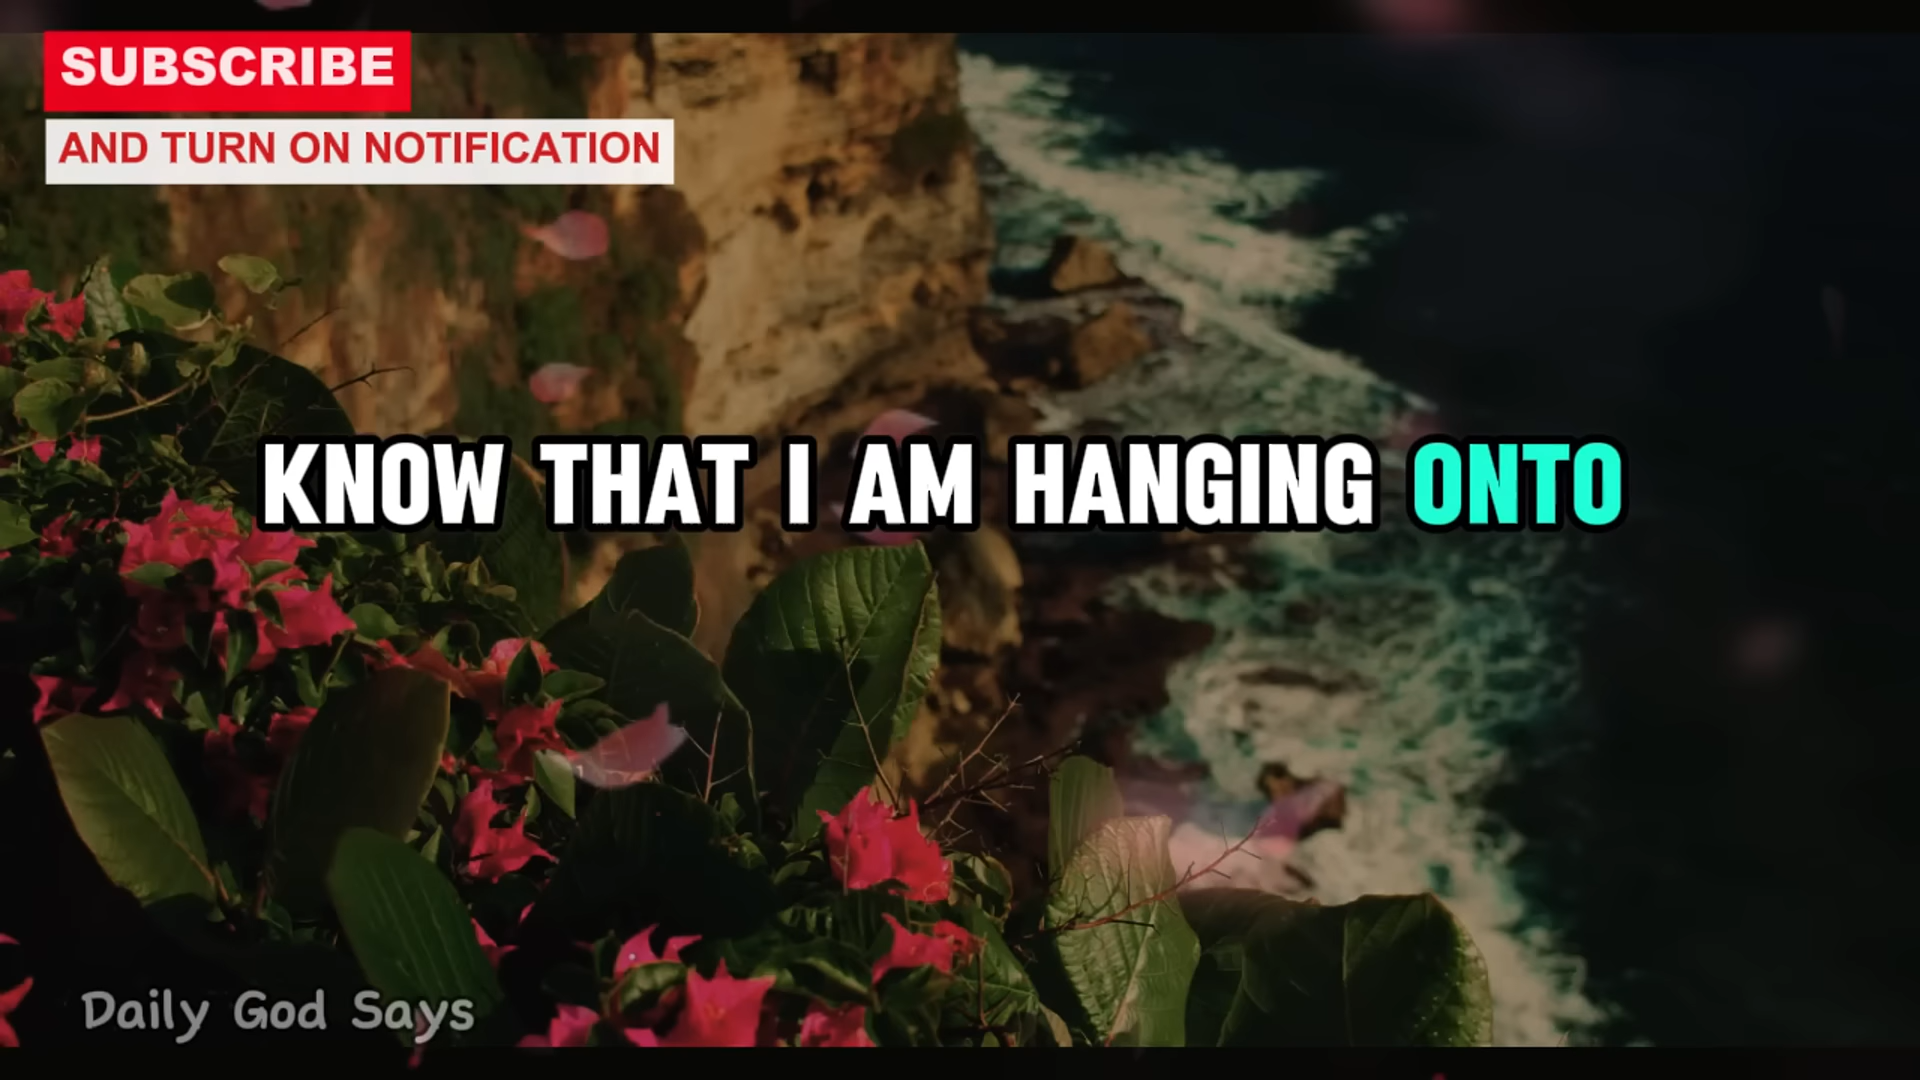 SUBSCRIBE
AND TURN ON NOTIFICATION
KNOW THAT I AM HANGING ONTO
Daily God Says